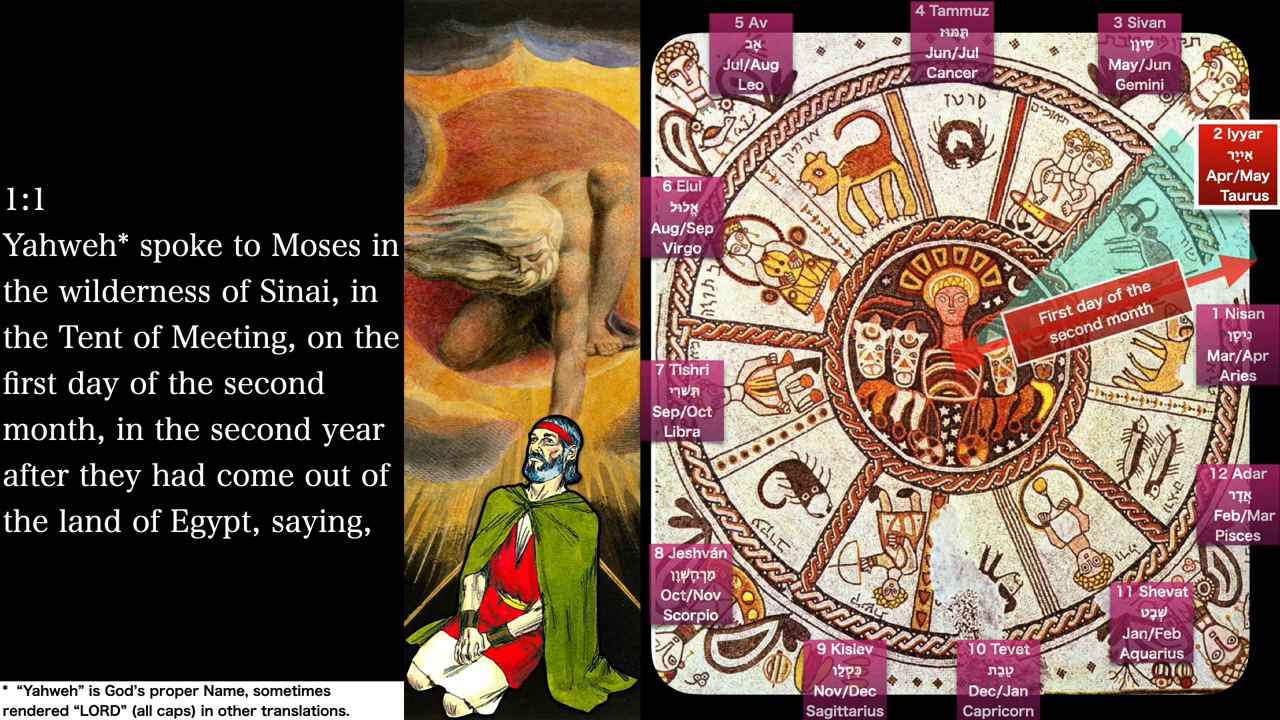 1:1
Yahweh* spoke to Moses in
the wilderness of Sinai, in
the Tent of Meeting, on the
first day of the second
month, in the second year
after they had come out of
the land of Egypt, saying,
* “Yahweh” is God’s proper Name, sometimes
rendered “LORD” (all caps) in other translations.
5 Av
אָב
Jul/Aug
Leo
4 Tammuz
תַּמּוּז
Jun/Jul
Cancer
3 Sivan
סִיוָן
May/Jun
Gemini
2 Iyyar
אִייָר
Apr/May
Taurus
First day of the
second month
1 Nisan
נִיסָן
Mar/Apr
Aries
12 Adar
אֲדָר
Feb/Mar
Pisces
11 Shevat
שְׁבָט
Jan/Feb
Aquarius
10 Tevet
טֵבֵת
Dec/Jan
Capricorn
9 Kislev
כִּסְלֵו
Nov/Dec
Sagittarius
8 Jeshván
מַרְחֶשְׁוָן
Oct/Nov
Scorpio
7 Tishri
תִּשְׁרֵי
Sep/Oct
Libra
6 Elul
אֱלוּל
Aug/Sep
Virgo
סרטן